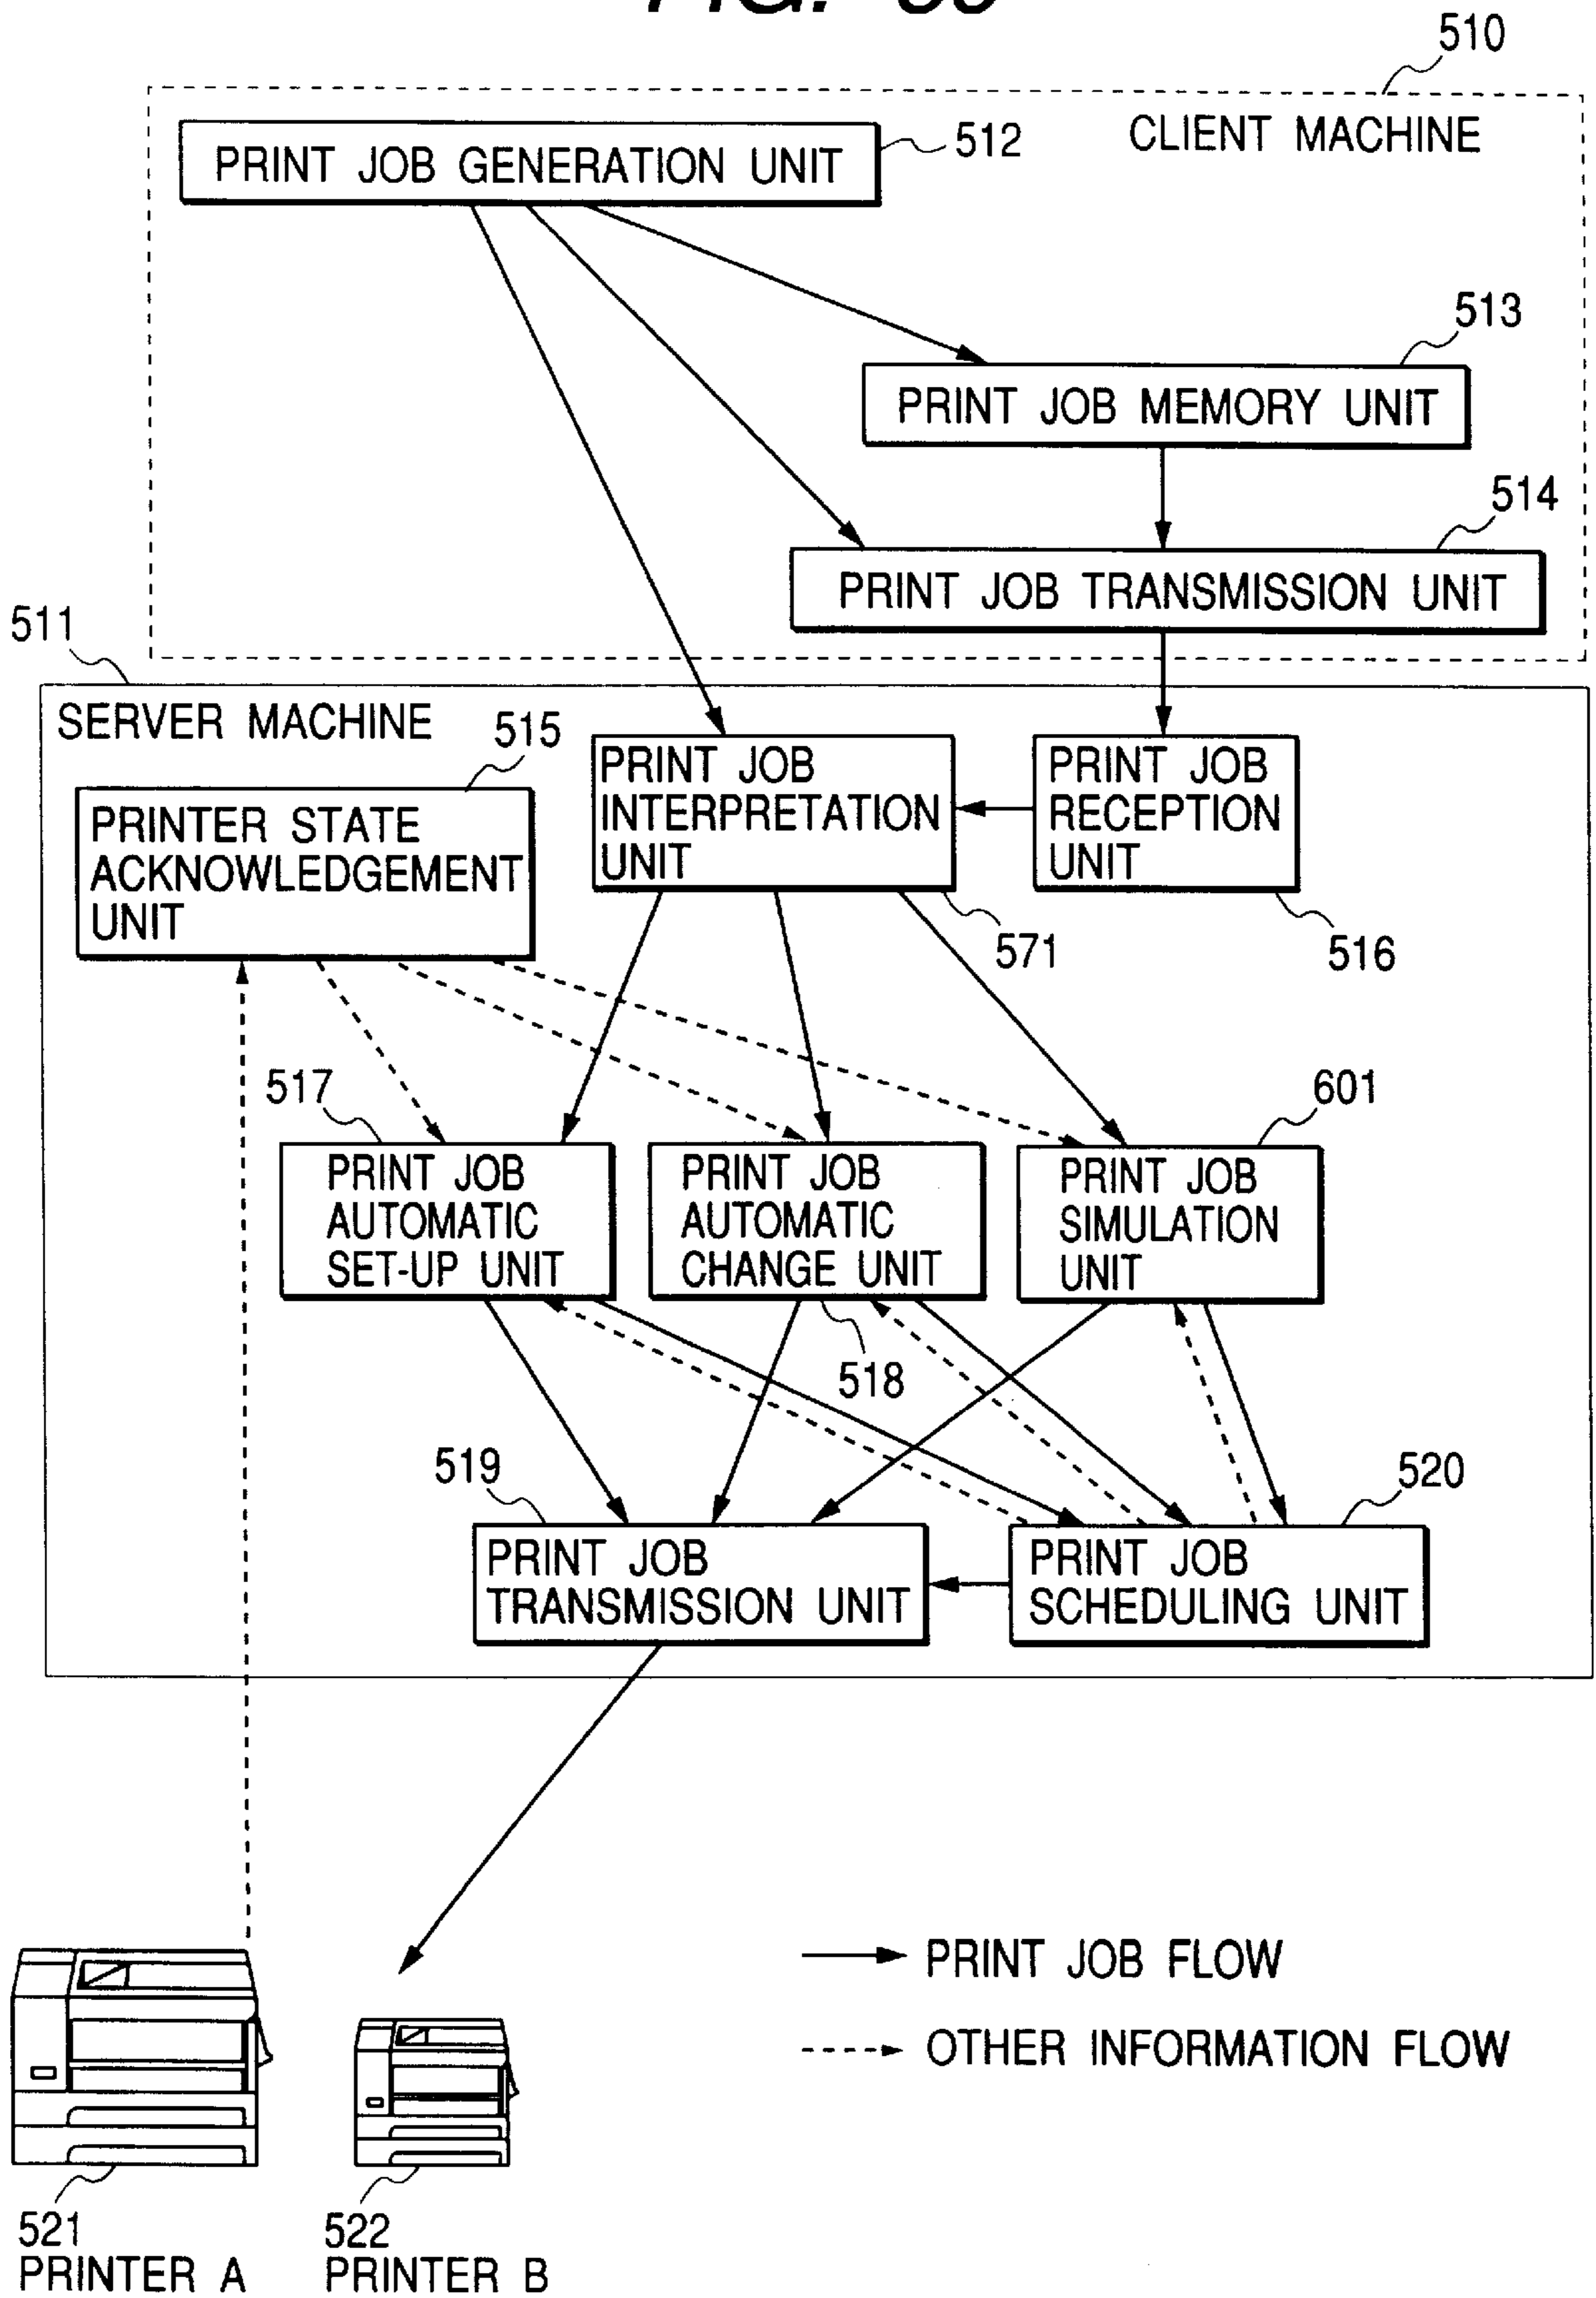 FIG.
510
CLIENT MACHINE
PRINT JOB GENERATION UNIT
512
513
PRINT JOB MEMORY UNIT
514
PRINT JOB TRANSMISSION UNIT
511
SERVER MACHINE
515
PRINTER STATE
ACKNOWLEDGEMENT
UNIT
PRINT JOB
INTERPRETATION
UNIT
571
PRINT JOB
RECEPTION
UNIT
516
517
PRINT JOB
AUTOMATIC
SET-UP UNIT
PRINT JOB
AUTOMATIC
CHANGE UNIT
518
601
PRINT JOB
SIMULATION
UNIT
519
PRINT JOB
TRANSMISSION UNIT
520
PRINT JOB
SCHEDULING UNIT
PRINT JOB FLOW
OTHER INFORMATION FLOW
521
PRINTER A
522
PRINTER B